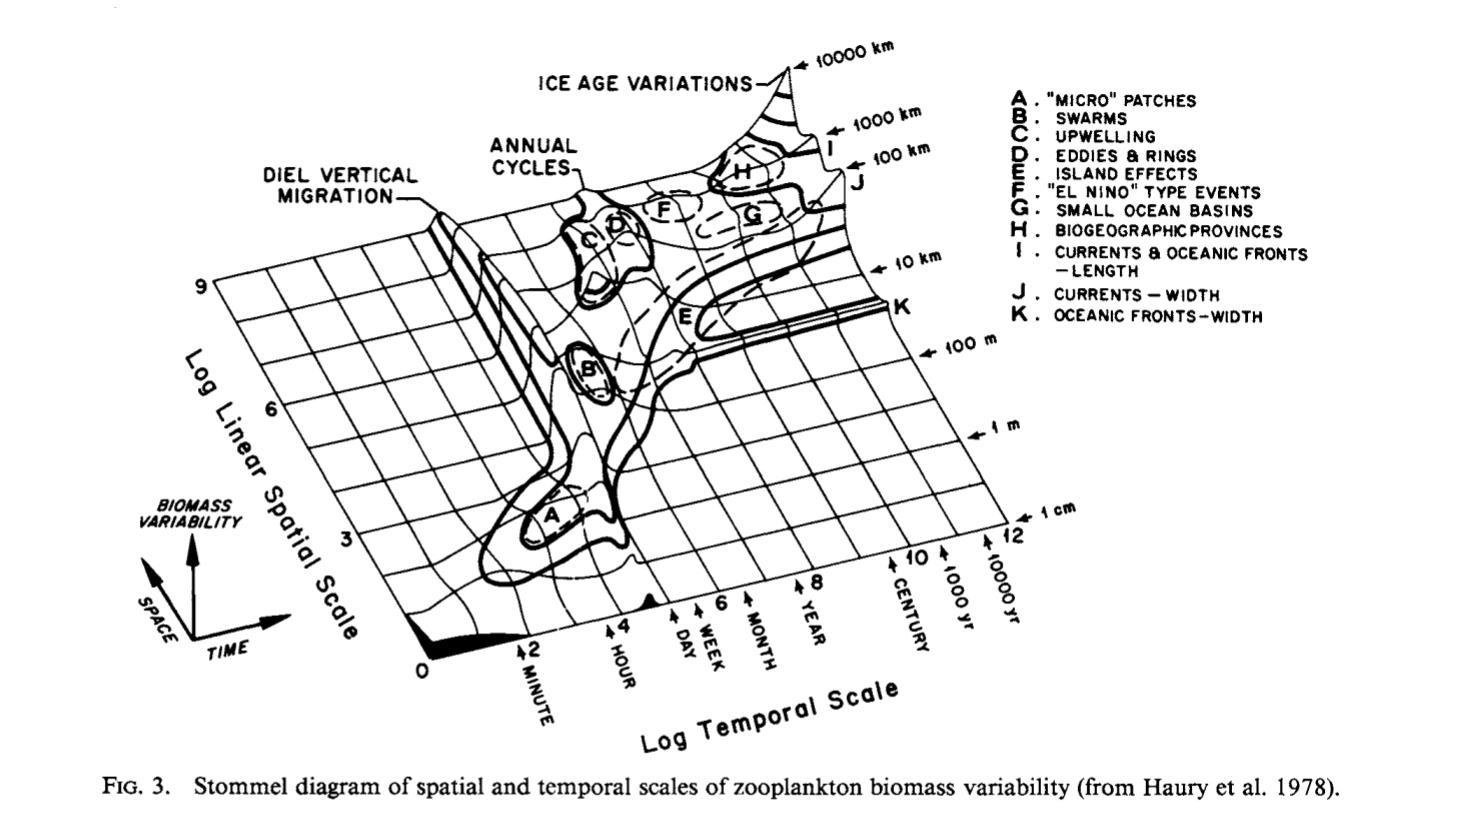 10000 km
ICE AGE VARIATIONS
1000 km
I
100 km
J
ANNUAL
CYCLES
DIEL VERTICAL
MIGRATION
H
F
G
D
C
10 km
K
E
B
100 m
1 m
A
1 cm
9
6
3
0
Log Linear Spatial Scale
BIOMASS
VARIABILITY
SPACE
TIME
2
4
6
8
10
12
MINUTE
HOUR
DAY
WEEK
MONTH
YEAR
CENTURY
1000 yr
10000 yr
Log Temporal Scale
A . "MICRO" PATCHES
B . SWARMS
C . UPWELLING
D . EDDIES & RINGS
E . ISLAND EFFECTS
F . "EL NINO" TYPE EVENTS
G . SMALL OCEAN BASINS
H . BIOGEOGRAPHIC PROVINCES
I . CURRENTS & OCEANIC FRONTS
–LENGTH
J . CURRENTS – WIDTH
K . OCEANIC FRONTS–WIDTH
FIG. 3. Stommel diagram of spatial and temporal scales of zooplankton biomass variability (from Haury et al. 1978).